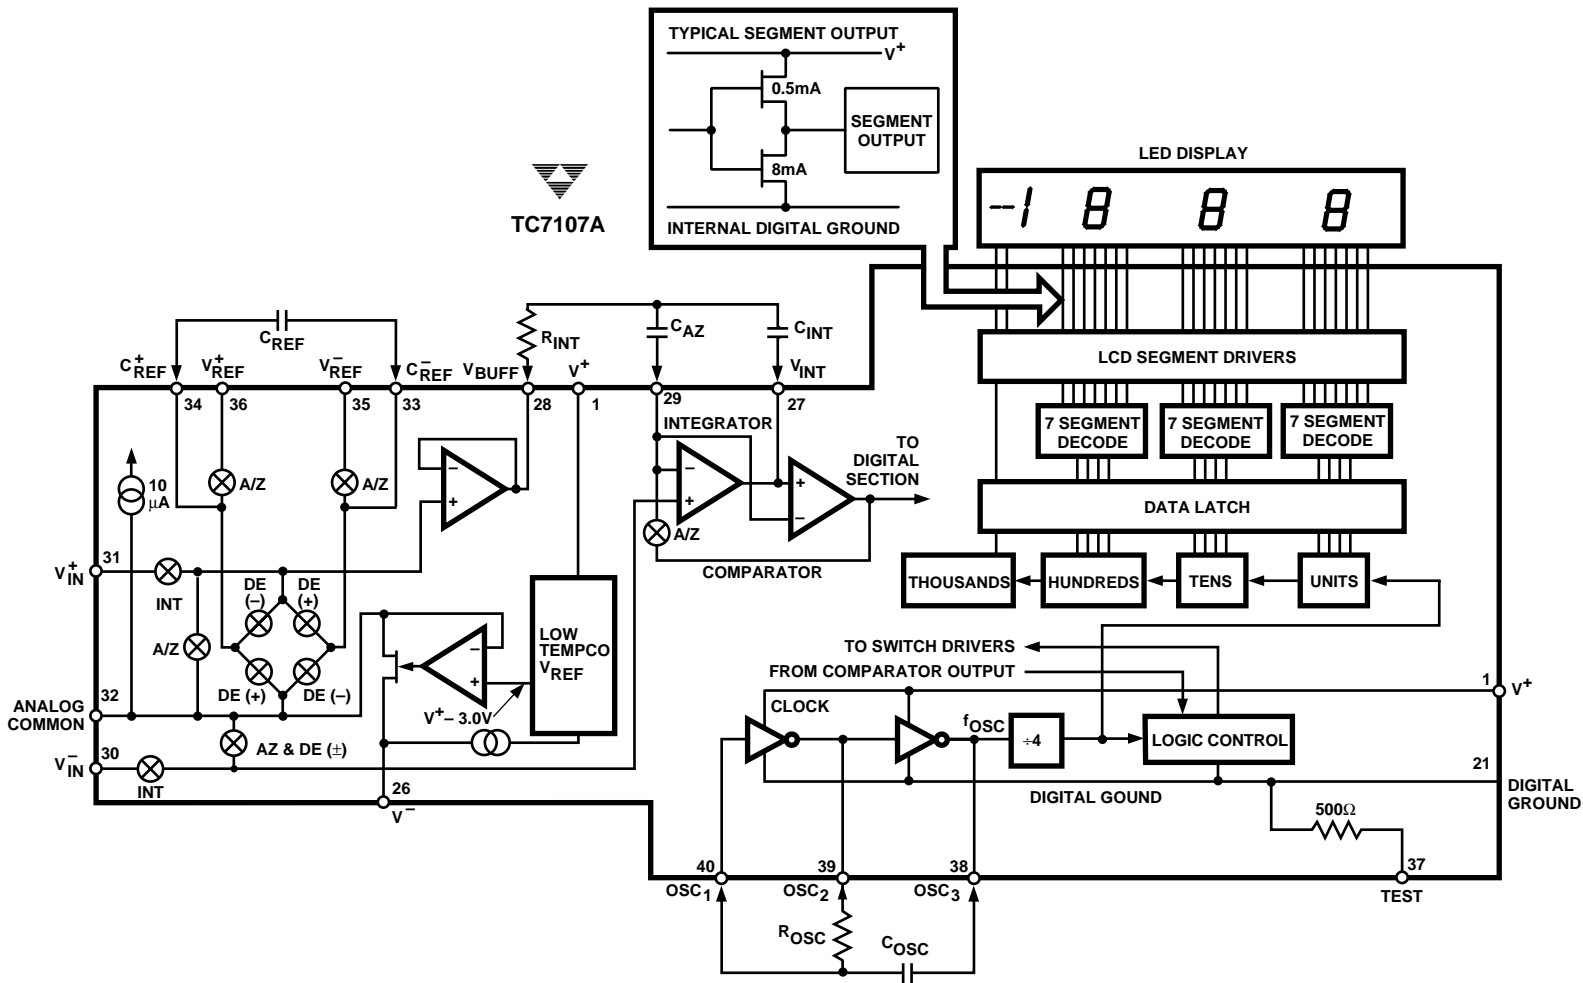 TYPICAL SEGMENT OUTPUT
V+
0.5mA
SEGMENT
OUTPUT
8mA
INTERNAL DIGITAL GROUND
TC7107A
LED DISPLAY
--1 8 8 8
LCD SEGMENT DRIVERS
7 SEGMENT
DECODE
7 SEGMENT
DECODE
7 SEGMENT
DECODE
DATA LATCH
THOUSANDS
HUNDREDS
TENS
UNITS
CREF
RINT
CAZ
CINT
C+REF
V+REF
V–REF
C–REF
VBUFF
V+
VINT
34
36
35
33
28
1
29
27
INTEGRATOR
TO
DIGITAL
SECTION
10
µA
A/Z
A/Z
–
+
–
+
+
–
A/Z
COMPARATOR
31
V+IN
INT
DE
(–)
DE
(+)
A/Z
DE (+)
DE (–)
LOW
TEMPCO
VREF
–
+
V+ – 3.0V
32
ANALOG
COMMON
AZ & DE (±)
30
V–IN
INT
26
V–
TO SWITCH DRIVERS
FROM COMPARATOR OUTPUT
1
V+
CLOCK
fOSC
÷4
LOGIC CONTROL
21
DIGITAL GOUND
DIGITAL
GROUND
500Ω
40
39
38
37
OSC1
OSC2
OSC3
TEST
ROSC
COSC